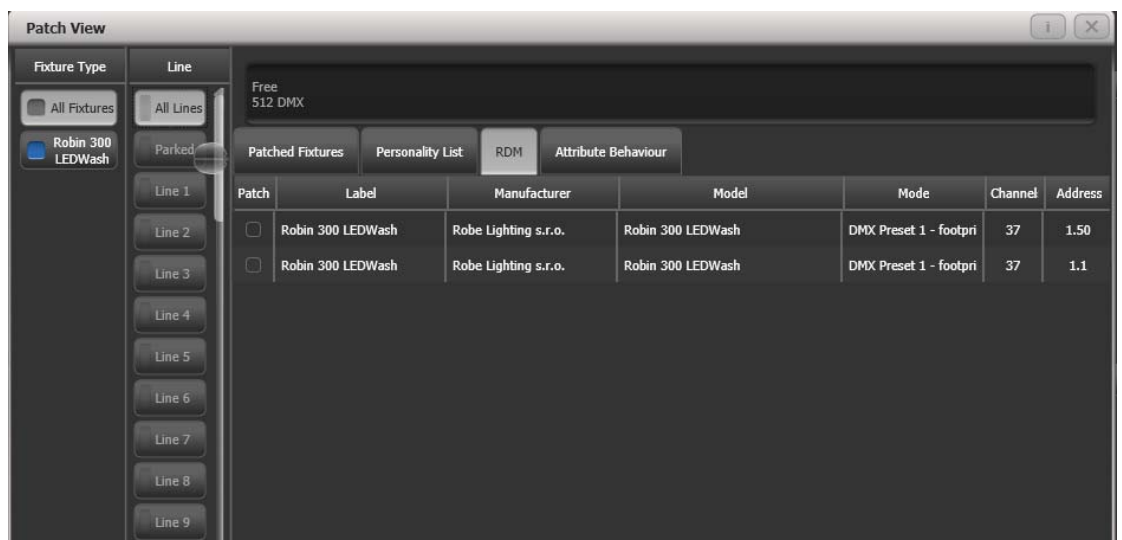 Patch View
i
Fixture Type
Line
All Fixtures
Robin 300
LEDWash
All Lines
Parked
Line 1
Line 2
Line 3
Line 4
Line 5
Line 6
Line 7
Line 8
Line 9
Free
512 DMX
Patched Fixtures
Personality List
RDM
Attribute Behaviour
Patch Label Manufacturer Model Mode Channel Address
Robin 300 LEDWash Robe Lighting s.r.o. Robin 300 LEDWash DMX Preset 1 - footpri 37 1.50
Robin 300 LEDWash Robe Lighting s.r.o. Robin 300 LEDWash DMX Preset 1 - footpri 37 1.1